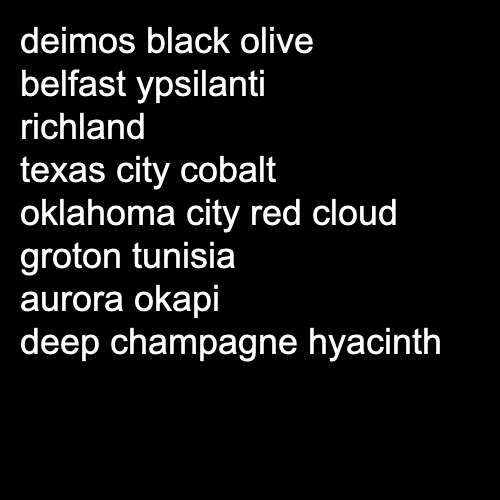 deimos black olive
belfast ypsilanti
richland
texas city cobalt
oklahoma city red cloud
groton tunisia
aurora okapi
deep champagne hyacinth